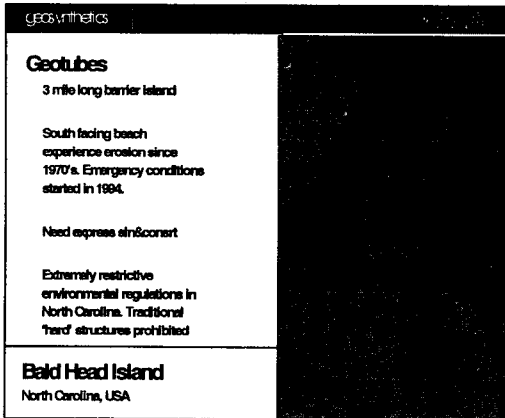 geosynthetics
Geotubes
3 mile long barrier island
South facing beach
experience erosion since
1970's. Emergency conditions
started in 1994.
Need express
Extremely restrictive
environmental regulations in
North Carolina. Traditional
'hard' structures prohibited
Bald Head Island
North Carolina, USA